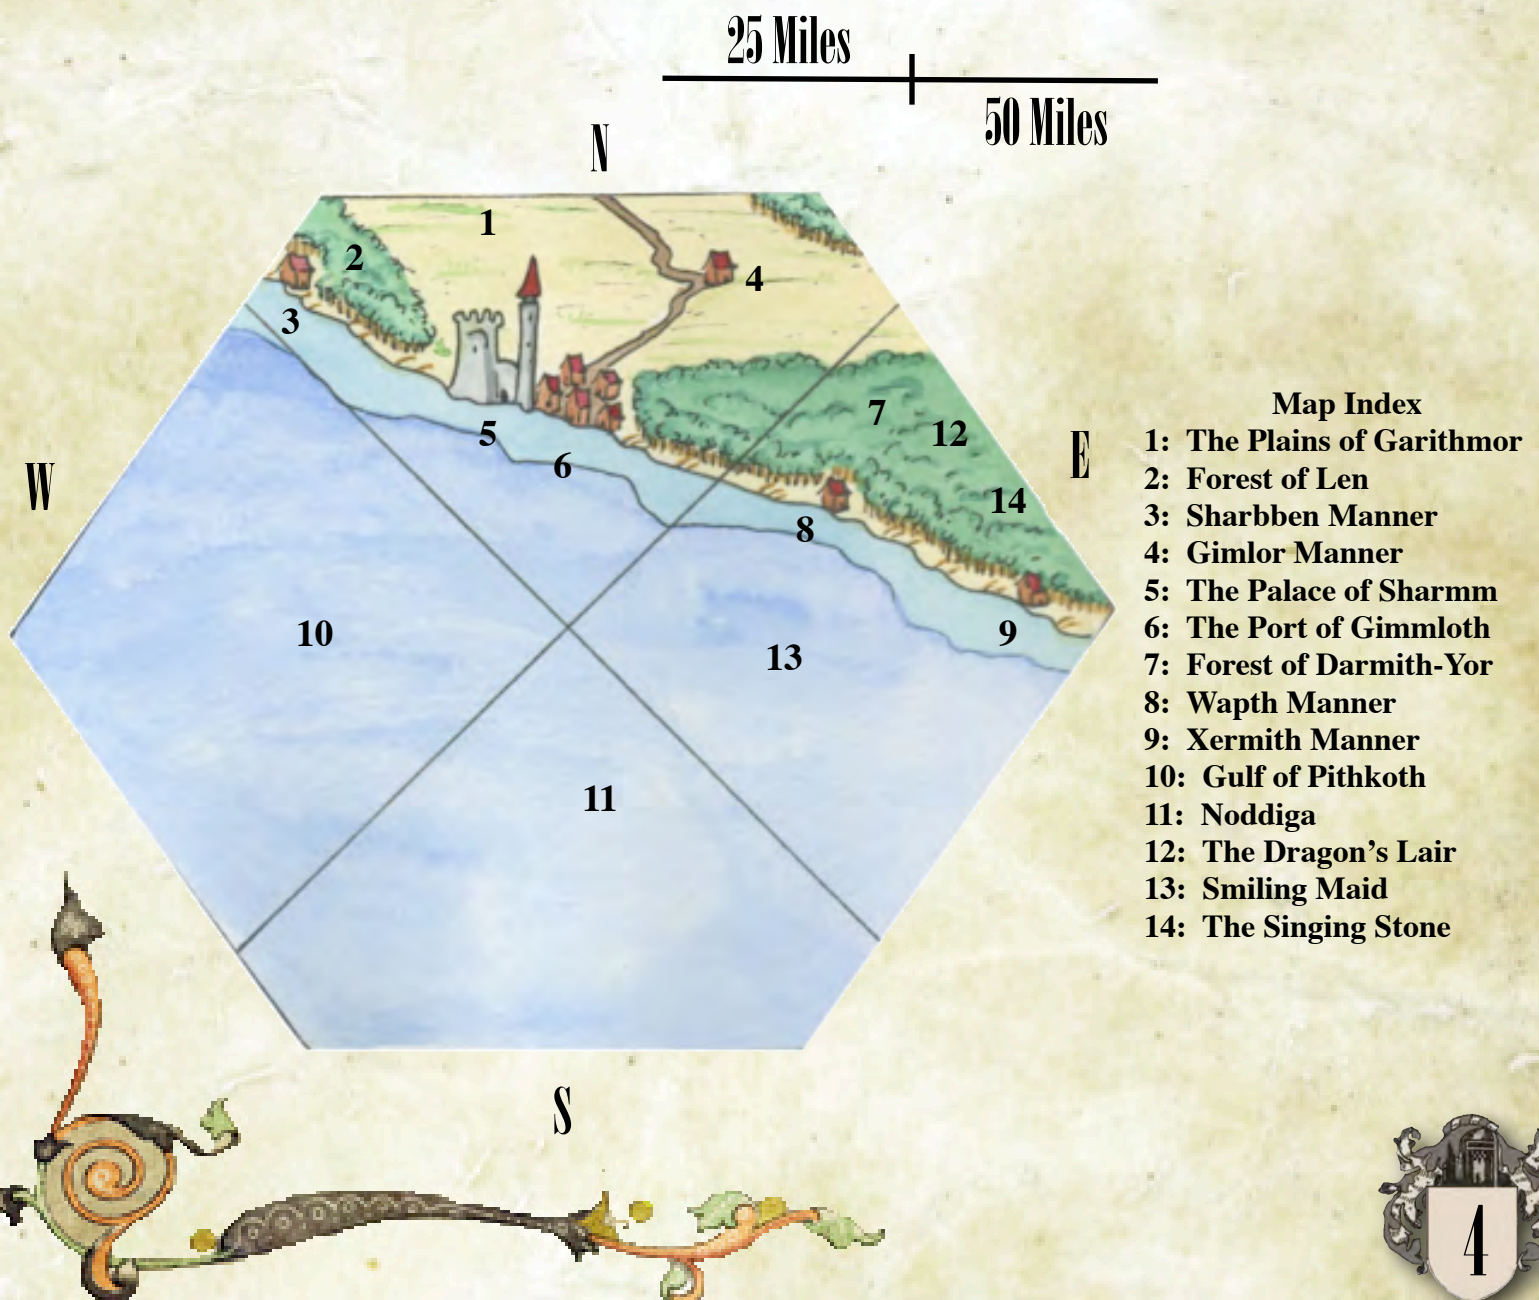 25 Miles
50 Miles
N
1
2
4
3
7
12
5
E
6
W
14
8
10
9
13
11
S
Map Index
1: The Plains of Garithmor
2: Forest of Len
3: Sharbben Manner
4: Gimlor Manner
5: The Palace of Sharmm
6: The Port of Gimmloth
7: Forest of Darmith-Yor
8: Wapth Manner
9: Xermith Manner
10: Gulf of Pithkoth
11: Noddiga
12: The Dragon’s Lair
13: Smiling Maid
14: The Singing Stone
4